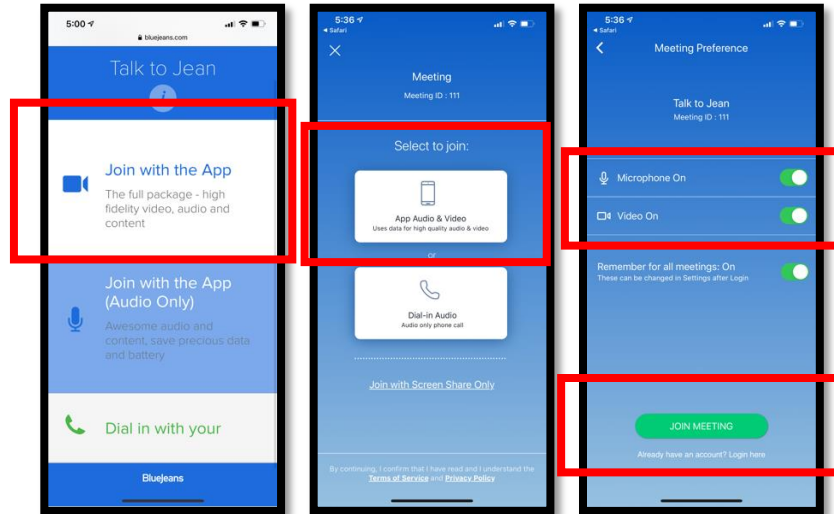 5:00
bluejeans.com
Talk to Jean
i
Join with the App
The full package - high
fidelity video, audio and
content
Join with the App
(Audio Only)
Awesome audio and
content, save precious data
and battery
Dial in with your
Bluejeans
5:36
◄ Safari
Meeting
Meeting ID : 111
Select to join:
App Audio & Video
Uses data for high quality audio & video
or
Dial-in Audio
Audio only phone call
Join with Screen Share Only
By continuing, I confirm that I have read and I understand the
Terms of Service and Privacy Policy
5:36
◄ Safari
Meeting Preference
Talk to Jean
Meeting ID : 111
Microphone On
Video On
Remember for all meetings: On
These can be changed in Settings after Login
JOIN MEETING
Already have an account? Login here